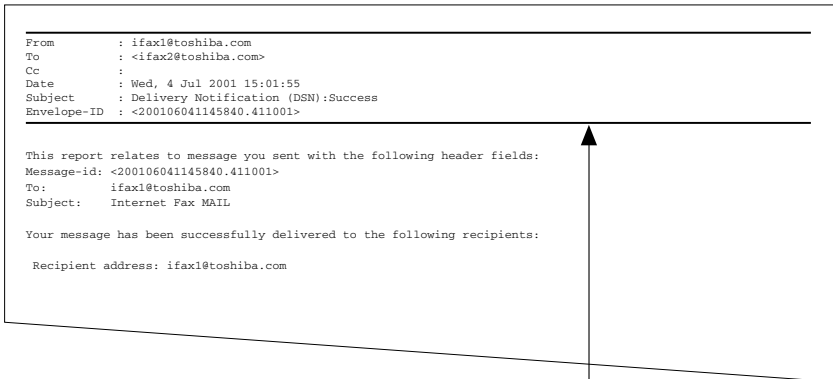 From : ifax1@toshiba.com
To : <ifax2@toshiba.com>
Cc :
Date : Wed, 4 Jul 2001 15:01:55
Subject : Delivery Notification (DSN):Success
Envelope-ID : <200106041145840.411001>
This report relates to message you sent with the following header fields:
Message-id: <200106041145840.411001>
To: ifax1@toshiba.com
Subject: Internet Fax MAIL
Your message has been successfully delivered to the following recipients:
Recipient address: ifax1@toshiba.com